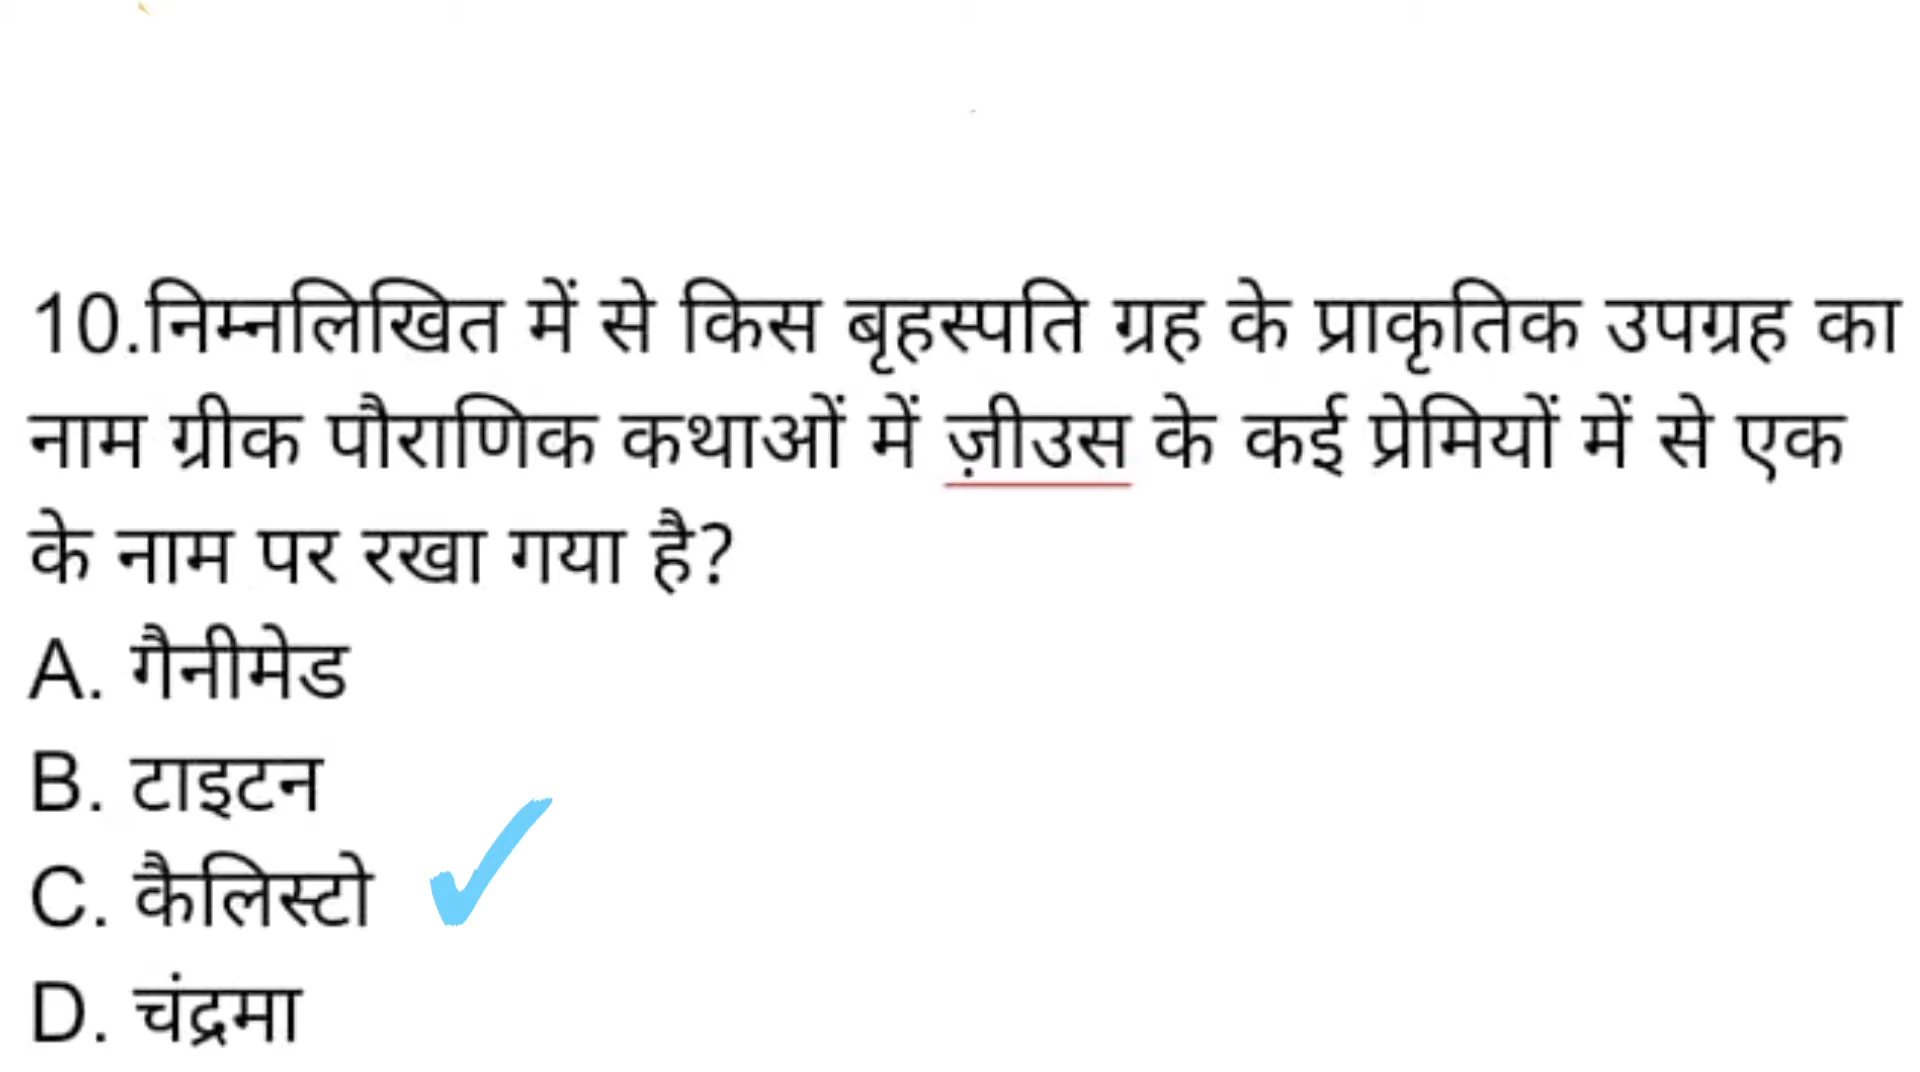 10.निम्नलिखित में से किस बृहस्पति ग्रह के प्राकृतिक उपग्रह का
नाम ग्रीक पौराणिक कथाओं में ज़ीउस के कई प्रेमियों में से एक
के नाम पर रखा गया है?
A. गैनीमेड
B. टाइटन
C. कैलिस्टो
D. चंद्रमा